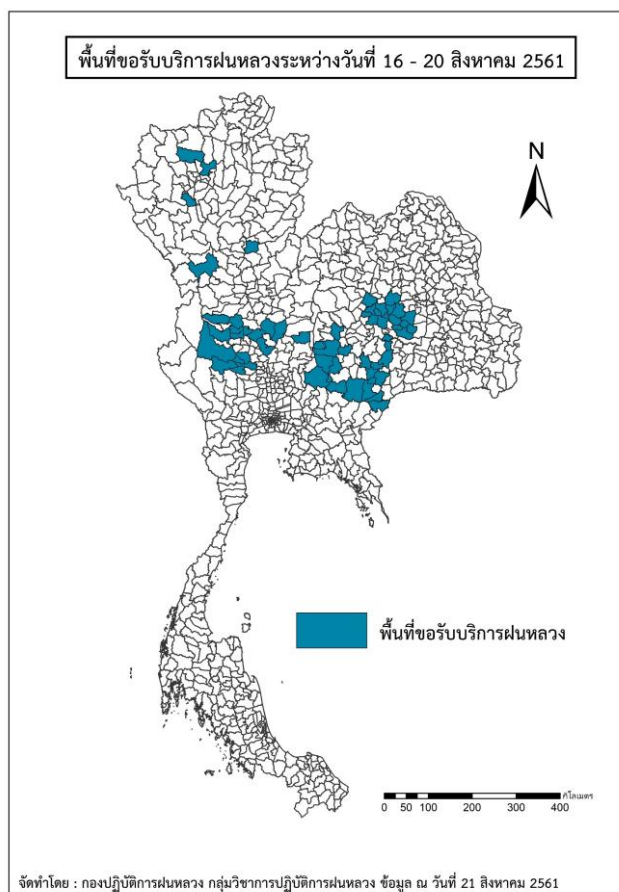 พื้นที่ขอรับบริการฝนหลวงระหว่างวันที่ 16 - 20 สิงหาคม 2561
N
พื้นที่ขอรับบริการฝนหลวง
กิโลเมตร
0 50 100 200 300 400
จัดทำโดย : กองปฏิบัติการฝนหลวง กลุ่มวิชาการปฏิบัติการฝนหลวง ข้อมูล ณ วันที่ 21 สิงหาคม 2561